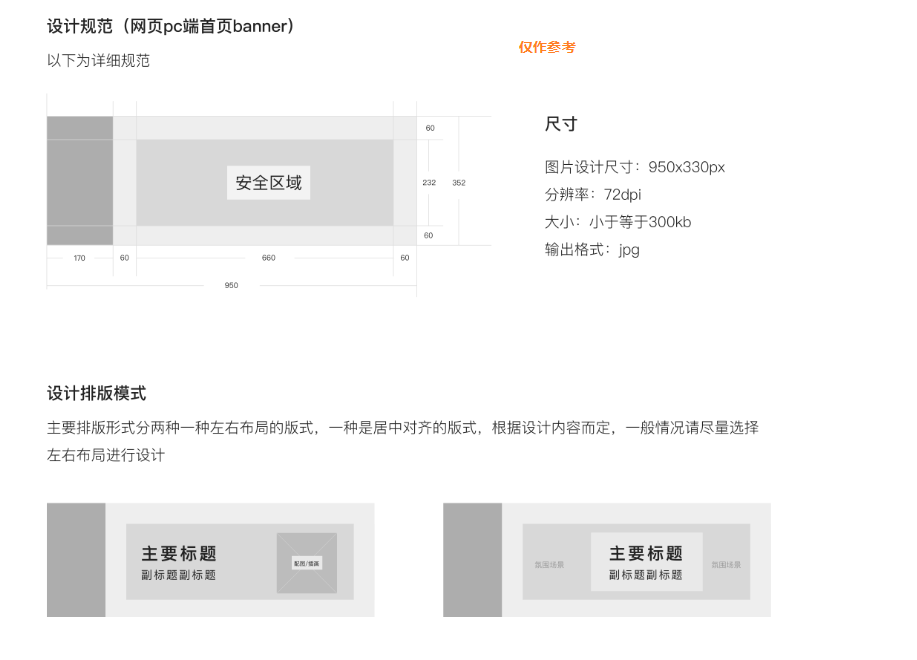 设计规范（网页pc端首页banner）
仅作参考
以下为详细规范
安全区域
60
232
352
60
170
60
660
60
950
尺寸
图片设计尺寸：950x330px
分辨率：72dpi
大小：小于等于300kb
输出格式：jpg
设计排版模式
主要排版形式分两种一种左右布局的版式，一种是居中对齐的版式，根据设计内容而定，一般情况请尽量选择
左右布局进行设计
主要标题
副标题副标题
配图/插画
氛围场景
主要标题
副标题副标题
氛围场景